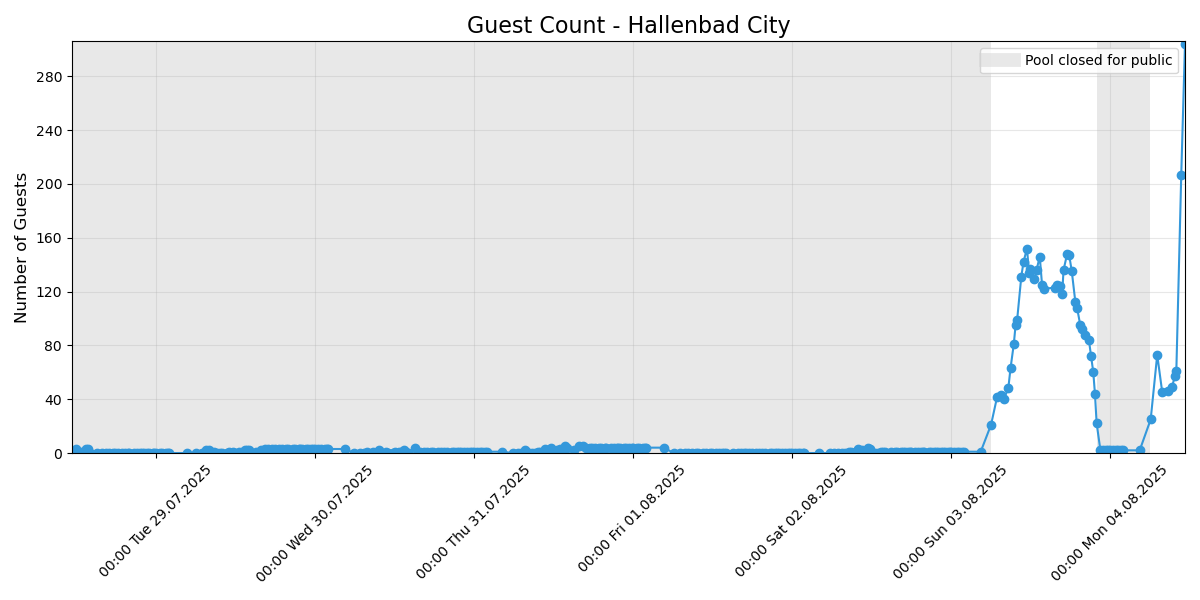 Guest Count - Hallenbad City
Pool closed for public
Number of Guests
280
240
200
160
120
80
40
0
00:00 Tue 29.07.2025
00:00 Wed 30.07.2025
00:00 Thu 31.07.2025
00:00 Fri 01.08.2025
00:00 Sat 02.08.2025
00:00 Sun 03.08.2025
00:00 Mon 04.08.2025